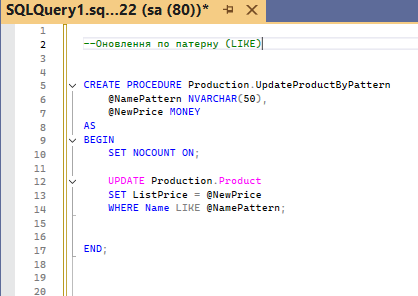 SQLQuery1.sq...22 (sa (80))*
1
2 --Оновлення по патерну (LIKE)
3
4
5 CREATE PROCEDURE Production.UpdateProductByPattern
6 @NamePattern NVARCHAR(50),
7 @NewPrice MONEY
8 AS
9 BEGIN
10 SET NOCOUNT ON;
11
12 UPDATE Production.Product
13 SET ListPrice = @NewPrice
14 WHERE Name LIKE @NamePattern;
15
16
17 END;
18
19
20